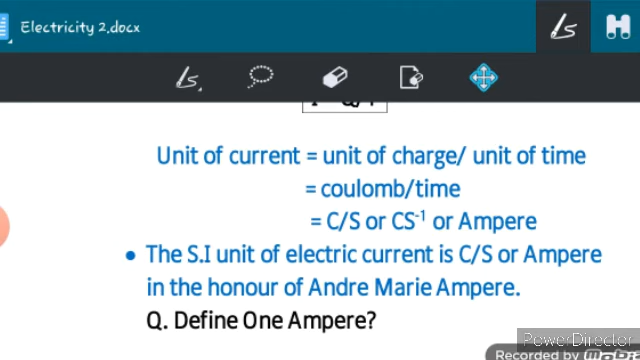 Electricity 2.docx
Unit of current = unit of charge/ unit of time
= coulomb/time
= C/S or CS⁻¹ or Ampere
• The S.I unit of electric current is C/S or Ampere
in the honour of Andre Marie Ampere.
Q. Define One Ampere?
PowerDirector
Recorded by